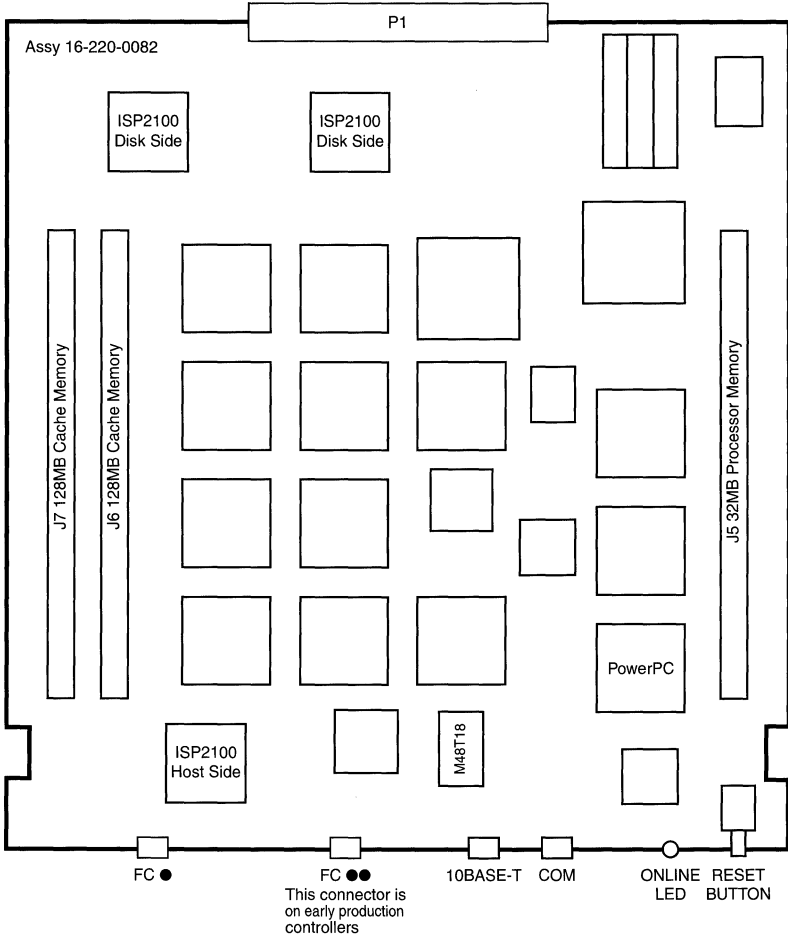 P1
Assy 16-220-0082
ISP2100
Disk Side
ISP2100
Disk Side
J7 128MB Cache Memory
J6 128MB Cache Memory
J5 32MB Processor Memory
PowerPC
ISP2100
Host Side
M48T18
FC ●
FC ●●
This connector is
on early production
controllers
10BASE-T
COM
ONLINE
LED
RESET
BUTTON